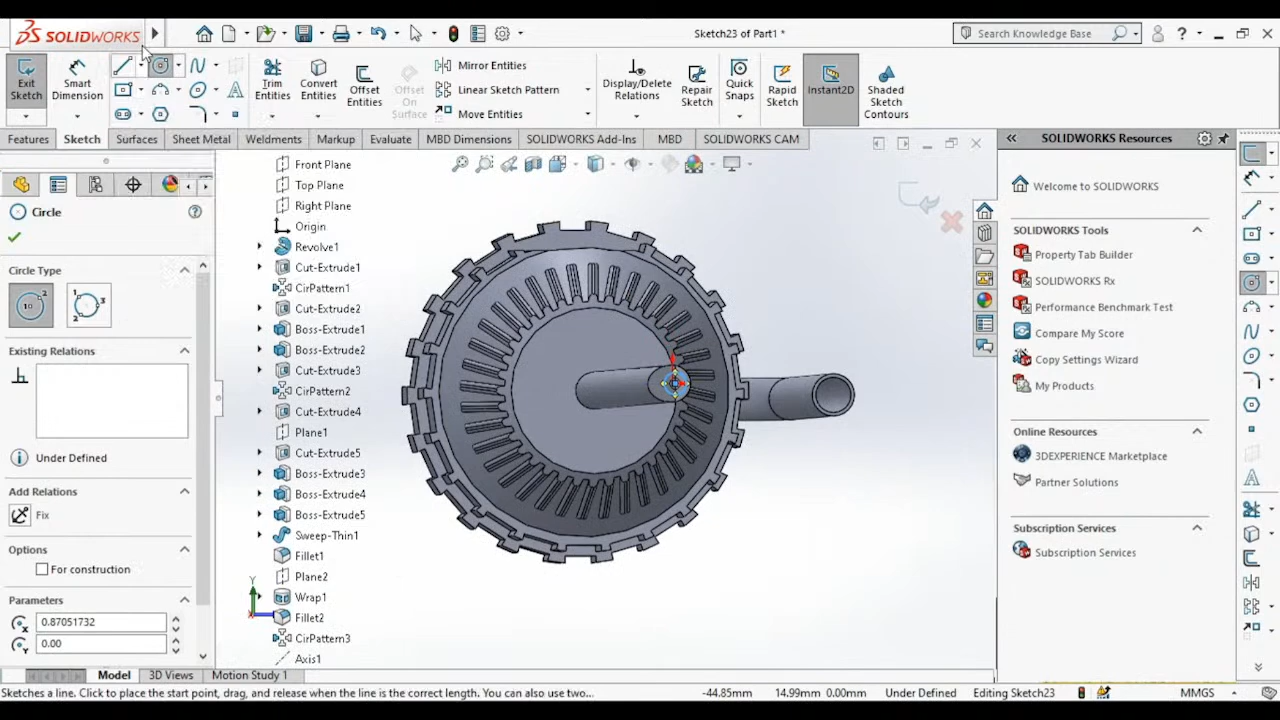 SOLIDWORKS
Sketch23 of Part1 *
Search Knowledge Base
?
Exit Sketch
Smart Dimension
Trim Entities
Convert Entities
Offset Entities
Offset On Surface
Mirror Entities
Linear Sketch Pattern
Move Entities
Display/Delete Relations
Repair Sketch
Quick Snaps
Rapid Sketch
Instant2D
Shaded Sketch Contours
Features
Sketch
Surfaces
Sheet Metal
Weldments
Markup
Evaluate
MBD Dimensions
SOLIDWORKS Add-Ins
MBD
SOLIDWORKS CAM
Circle
Circle Type
Existing Relations
Under Defined
Add Relations
Fix
Options
For construction
Parameters
0.87051732
0.00
Front Plane
Top Plane
Right Plane
Origin
Revolve1
Cut-Extrude1
CirPattern1
Cut-Extrude2
Boss-Extrude1
Boss-Extrude2
Cut-Extrude3
CirPattern2
Cut-Extrude4
Plane1
Cut-Extrude5
Boss-Extrude3
Boss-Extrude4
Boss-Extrude5
Sweep-Thin1
Fillet1
Plane2
Wrap1
Fillet2
CirPattern3
Axis1
Y
X
SOLIDWORKS Resources
Welcome to SOLIDWORKS
SOLIDWORKS Tools
Property Tab Builder
SOLIDWORKS Rx
Performance Benchmark Test
Compare My Score
Copy Settings Wizard
My Products
Online Resources
3DEXPERIENCE Marketplace
Partner Solutions
Subscription Services
Subscription Services
Model
3D Views
Motion Study 1
Sketches a line. Click to place the start point, drag, and release when the line is the correct length. You can also use two...
-44.85mm
14.99mm 0.00mm
Under Defined
Editing Sketch23
MMGS